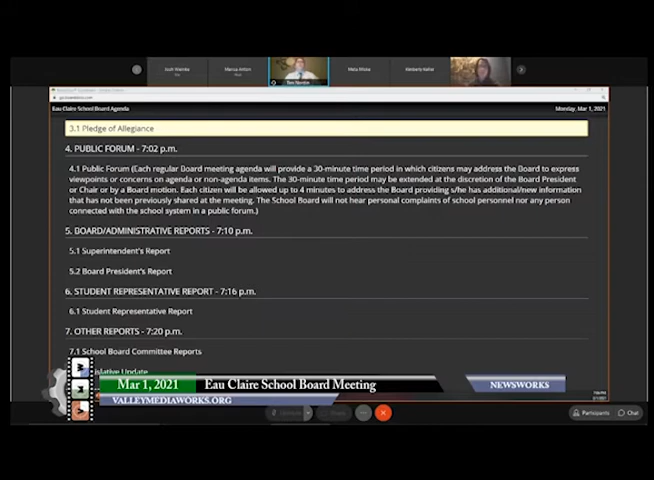 Marcus Anton
Kimberly Keller
Eau Claire School Board Agenda
Monday, Mar 1, 2021
3.1 Pledge of Allegiance
4. PUBLIC FORUM - 7:02 p.m.
4.1 Public Forum (Each regular Board meeting agenda will provide a 30-minute time period in which citizens may address the Board to express
viewpoints or concerns on agenda or non-agenda items. The 30-minute time period may be extended at the discretion of the Board President
or Chair or by a Board motion. Each citizen will be allowed up to 4 minutes to address the Board providing s/he has additional/new information
that has not been previously shared at the meeting. The School Board will not hear personal complaints of school personnel nor any person
connected with the school system in a public forum.)
5. BOARD/ADMINISTRATIVE REPORTS - 7:10 p.m.
5.1 Superintendent's Report
5.2 Board President's Report
6. STUDENT REPRESENTATIVE REPORT - 7:16 p.m.
6.1 Student Representative Report
7. OTHER REPORTS - 7:20 p.m.
7.1 School Board Committee Reports
islative Update
Mar 1, 2021
Eau Claire School Board Meeting
NEWSWORKS
VALLEYMEDIAWORKS.ORG
Participants
Chat